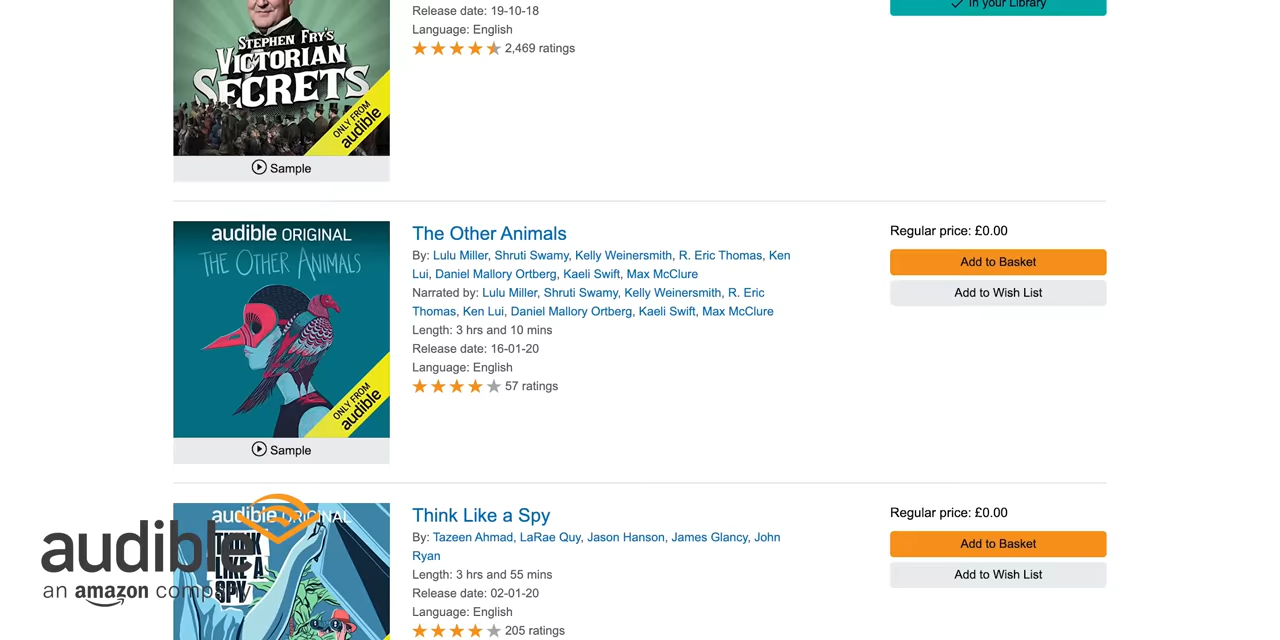 Release date: 19-10-18
Language: English
2,469 ratings
In your Library
STEPHEN FRY'S
VICTORIAN
SECRETS
ONLY FROM
audible
Sample
audible ORIGINAL
THE OTHER ANIMALS
ONLY FROM
audible
Sample
The Other Animals
By: Lulu Miller, Shruti Swamy, Kelly Weinersmith, R. Eric Thomas, Ken
Lui, Daniel Mallory Ortberg, Kaeli Swift, Max McClure
Narrated by: Lulu Miller, Shruti Swamy, Kelly Weinersmith, R. Eric
Thomas, Ken Lui, Daniel Mallory Ortberg, Kaeli Swift, Max McClure
Length: 3 hrs and 10 mins
Release date: 16-01-20
Language: English
57 ratings
Regular price: £0.00
Add to Basket
Add to Wish List
audible ORIGINAL
THINK
LIKE A
SPY
Think Like a Spy
By: Tazeen Ahmad, LaRae Quy, Jason Hanson, James Glancy, John
Ryan
Length: 3 hrs and 55 mins
Release date: 02-01-20
Language: English
205 ratings
Regular price: £0.00
Add to Basket
Add to Wish List
audible
an amazon company